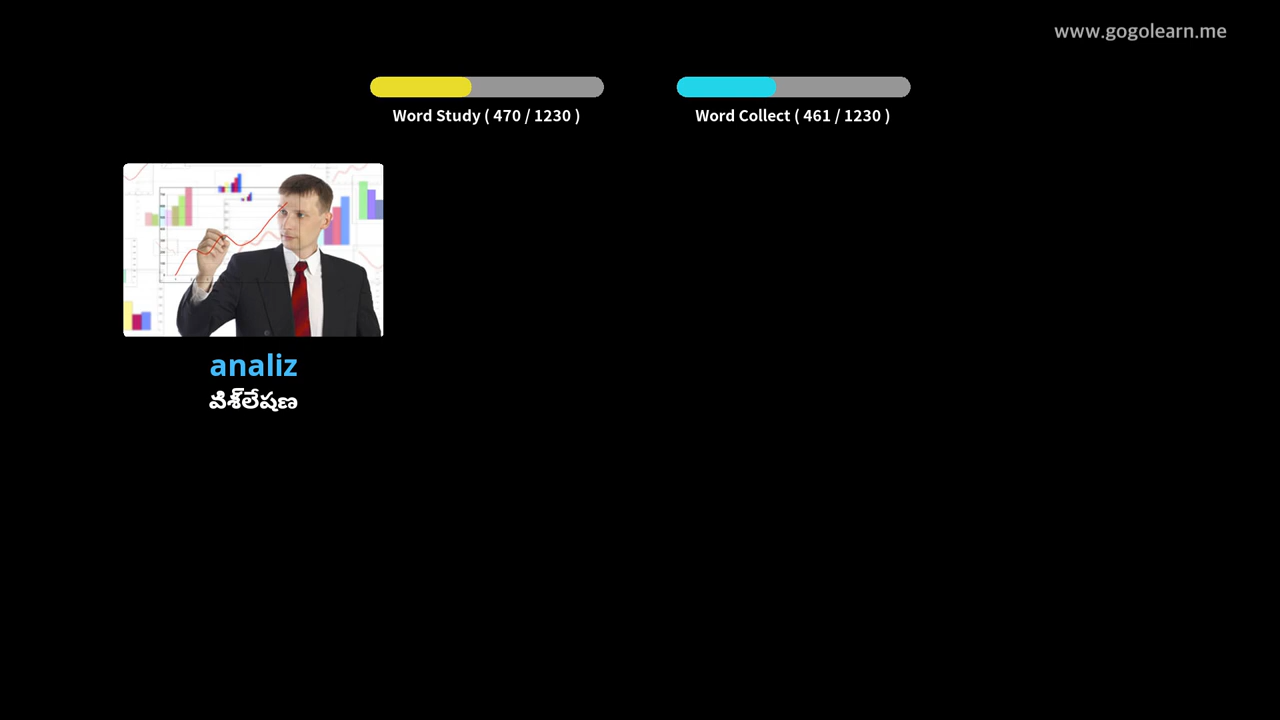 www.gogolearn.me
Word Study ( 470 / 1230 )
Word Collect ( 461 / 1230 )
analiz
విశ్‌లేషణ